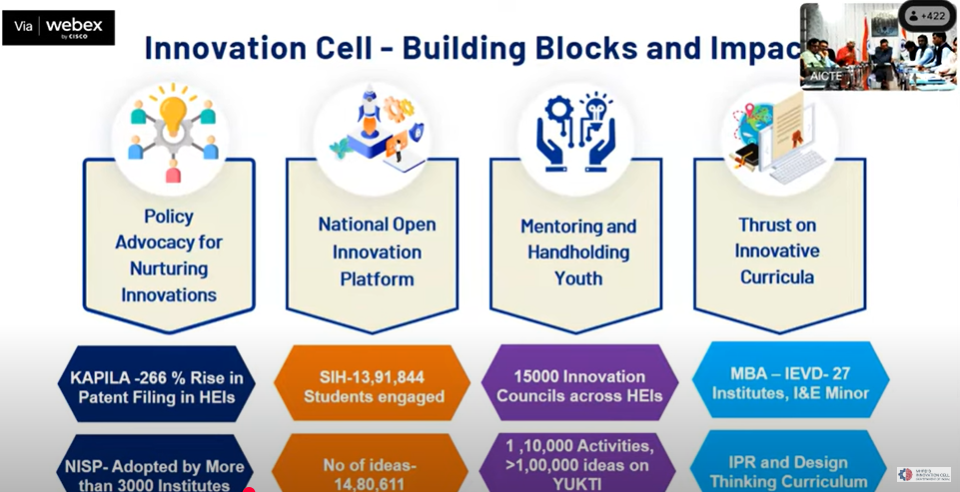 Via webex
by CISCO
+422
AICTE
Innovation Cell - Building Blocks and Impac
Policy
Advocacy for
Nurturing
Innovations
National Open
Innovation
Platform
Mentoring and
Handholding
Youth
Thrust on
Innovative
Curricula
KAPILA -266 % Rise in
Patent Filing in HEIs
SIH-13,91,844
Students engaged
15000 Innovation
Councils across HEIs
MBA – IEVD- 27
Institutes, I&E Minor
NISP- Adopted by More
than 3000 Institutes
No of ideas-
14,80,611
1 ,10,000 Activities,
>1,00,000 ideas on
YUKTI
IPR and Design
Thinking Curriculum
INNOVATION CELL